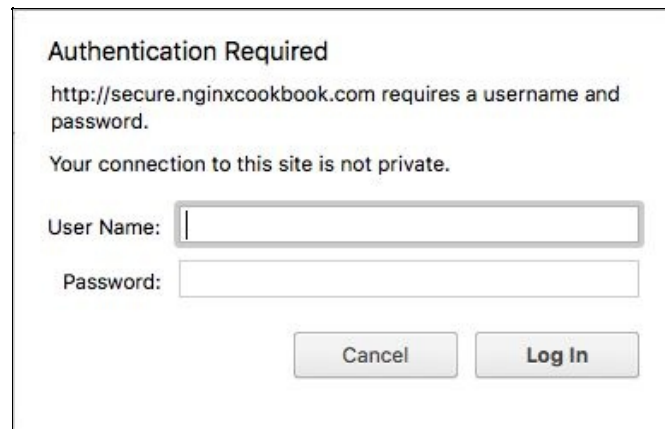 Authentication Required
http://secure.nginxcookbook.com requires a username and
password.
Your connection to this site is not private.
User Name:
Password:
Cancel Log In